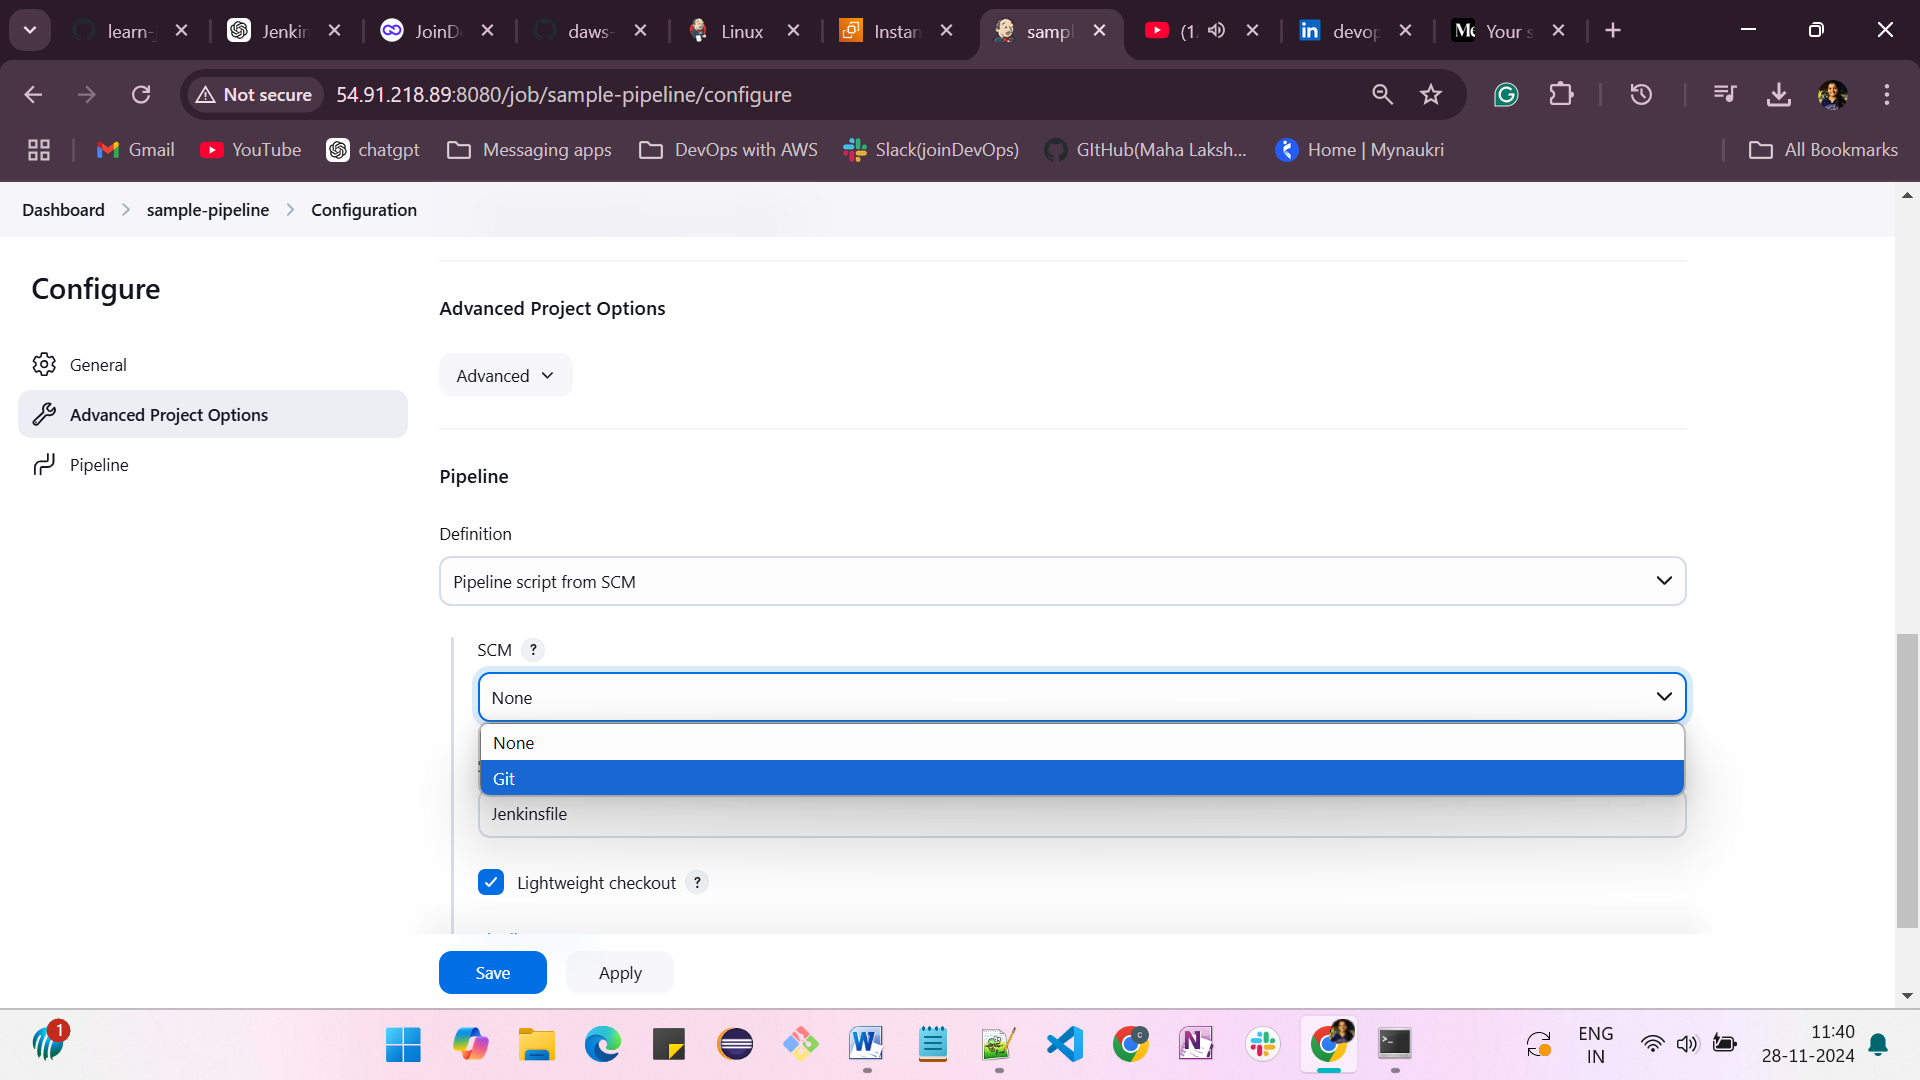 learn-
Jenkin
JoinD
daws-
Linux
Instan
sampl
(1
devop
Your s
Not secure
54.91.218.89:8080/job/sample-pipeline/configure
Gmail
YouTube
chatgpt
Messaging apps
DevOps with AWS
Slack(joinDevOps)
GItHub(Maha Laksh...
Home | Mynaukri
All Bookmarks
Dashboard
sample-pipeline
Configuration
Configure
General
Advanced Project Options
Pipeline
Advanced Project Options
Advanced
Pipeline
Definition
Pipeline script from SCM
SCM ?
None
None
Git
Jenkinsfile
Lightweight checkout ?
Save
Apply
1
ENG
IN
11:40
28-11-2024